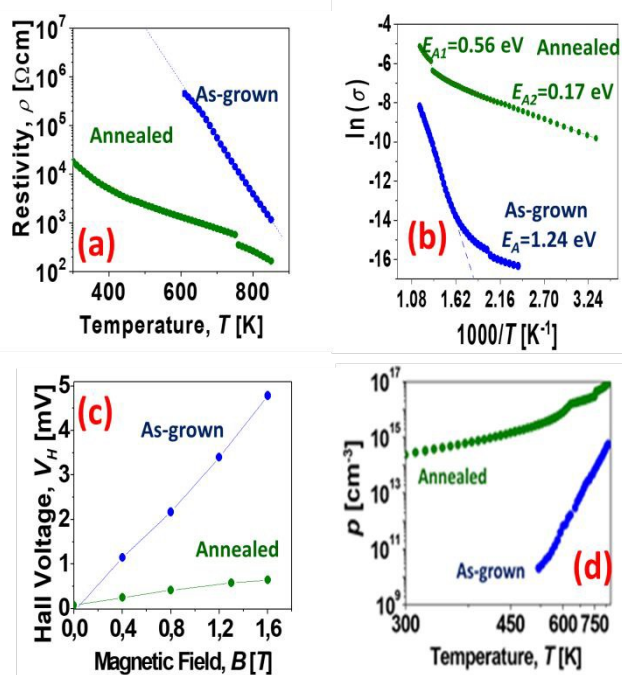 Restivity, ρ [Ωcm]
10⁷
10⁶
10⁵
10⁴
10³
10²
As-grown
Annealed
(a)
400
600
800
Temperature, T [K]
ln(σ)
-4
-6
-8
-10
-12
-14
-16
E_A1=0.56 eV Annealed
E_A2=0.17 eV
As-grown
E_A=1.24 eV
(b)
1.08 1.62 2.16 2.70 3.24
1000/T [K⁻¹]
Hall Voltage, V_H [mV]
5
4
3
2
1
0
(c)
As-grown
Annealed
0,0 0,4 0,8 1,2 1,6
Magnetic Field, B [T]
p [cm⁻³]
10¹⁷
10¹⁵
10¹³
10¹¹
10⁹
Annealed
As-grown
(d)
300 450 600 750
Temperature, T [K]